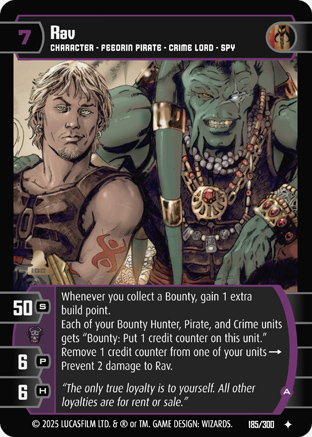 7
Rav
CHARACTER • FEEORIN PIRATE • CRIME LORD • SPY
50 S
Whenever you collect a Bounty, gain 1 extra
build point.
Each of your Bounty Hunter, Pirate, and Crime units
gets "Bounty: Put 1 credit counter on this unit."
6 P
Remove 1 credit counter from one of your units →
Prevent 2 damage to Rav.
6 H
"The only true loyalty is to yourself. All other
loyalties are for rent or sale."
A
© 2025 LUCASFILM LTD. & ® or TM. GAME DESIGN: WIZARDS.
185/300